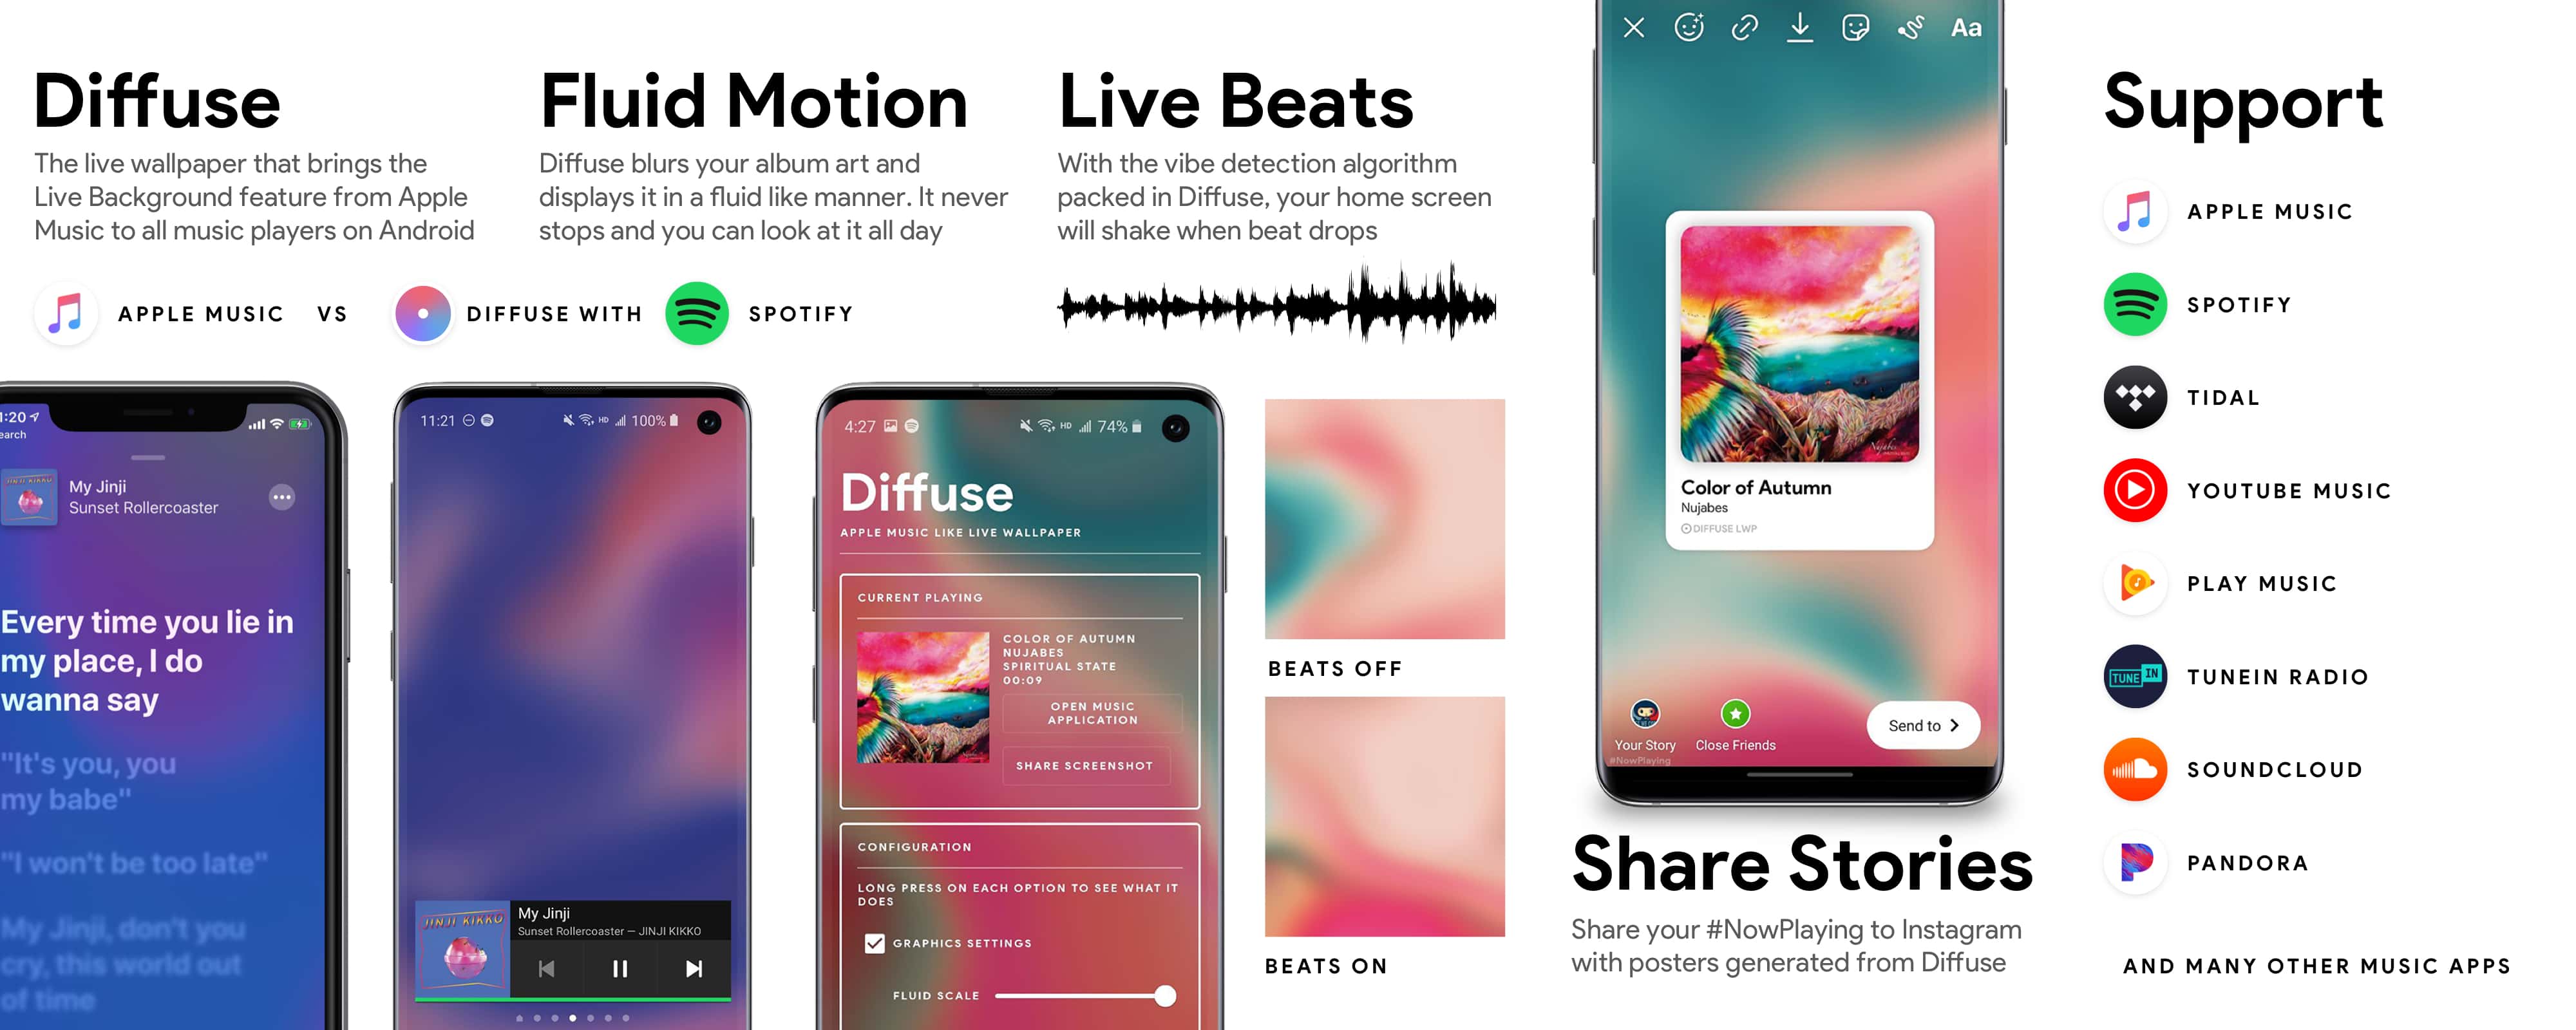 Diffuse
The live wallpaper that brings the
Live Background feature from Apple
Music to all music players on Android
Fluid Motion
Diffuse blurs your album art and
displays it in a fluid like manner. It never
stops and you can look at it all day
APPLE MUSIC VS DIFFUSE WITH SPOTIFY
Live Beats
With the vibe detection algorithm
packed in Diffuse, your home screen
will shake when beat drops
1:20
earch
JINJI KIKKO
My Jinji
Sunset Rollercoaster
Every time you lie in
my place, I do
wanna say
"It's you, you
my babe"
"I won't be too late"
My Jinji, don't you
cry, this world out
of time
11:21 HD 100%
JINJI KIKKO
My Jinji
Sunset Rollercoaster — JINJI KIKKO
4:27 HD 74%
Diffuse
APPLE MUSIC LIKE LIVE WALLPAPER
CURRENT PLAYING
COLOR OF AUTUMN
NUJABES
SPIRITUAL STATE
00:09
OPEN MUSIC
APPLICATION
SHARE SCREENSHOT
CONFIGURATION
LONG PRESS ON EACH OPTION TO SEE WHAT IT
DOES
GRAPHICS SETTINGS
FLUID SCALE
BEATS OFF
BEATS ON
Aa
Nujabes
Color of Autumn
Nujabes
DIFFUSE LWP
Your Story
Close Friends
Send to
#NowPlaying
Share Stories
Share your #NowPlaying to Instagram
with posters generated from Diffuse
Support
APPLE MUSIC
SPOTIFY
TIDAL
YOUTUBE MUSIC
PLAY MUSIC
TUNE IN
TUNEIN RADIO
SOUNDCLOUD
PANDORA
AND MANY OTHER MUSIC APPS